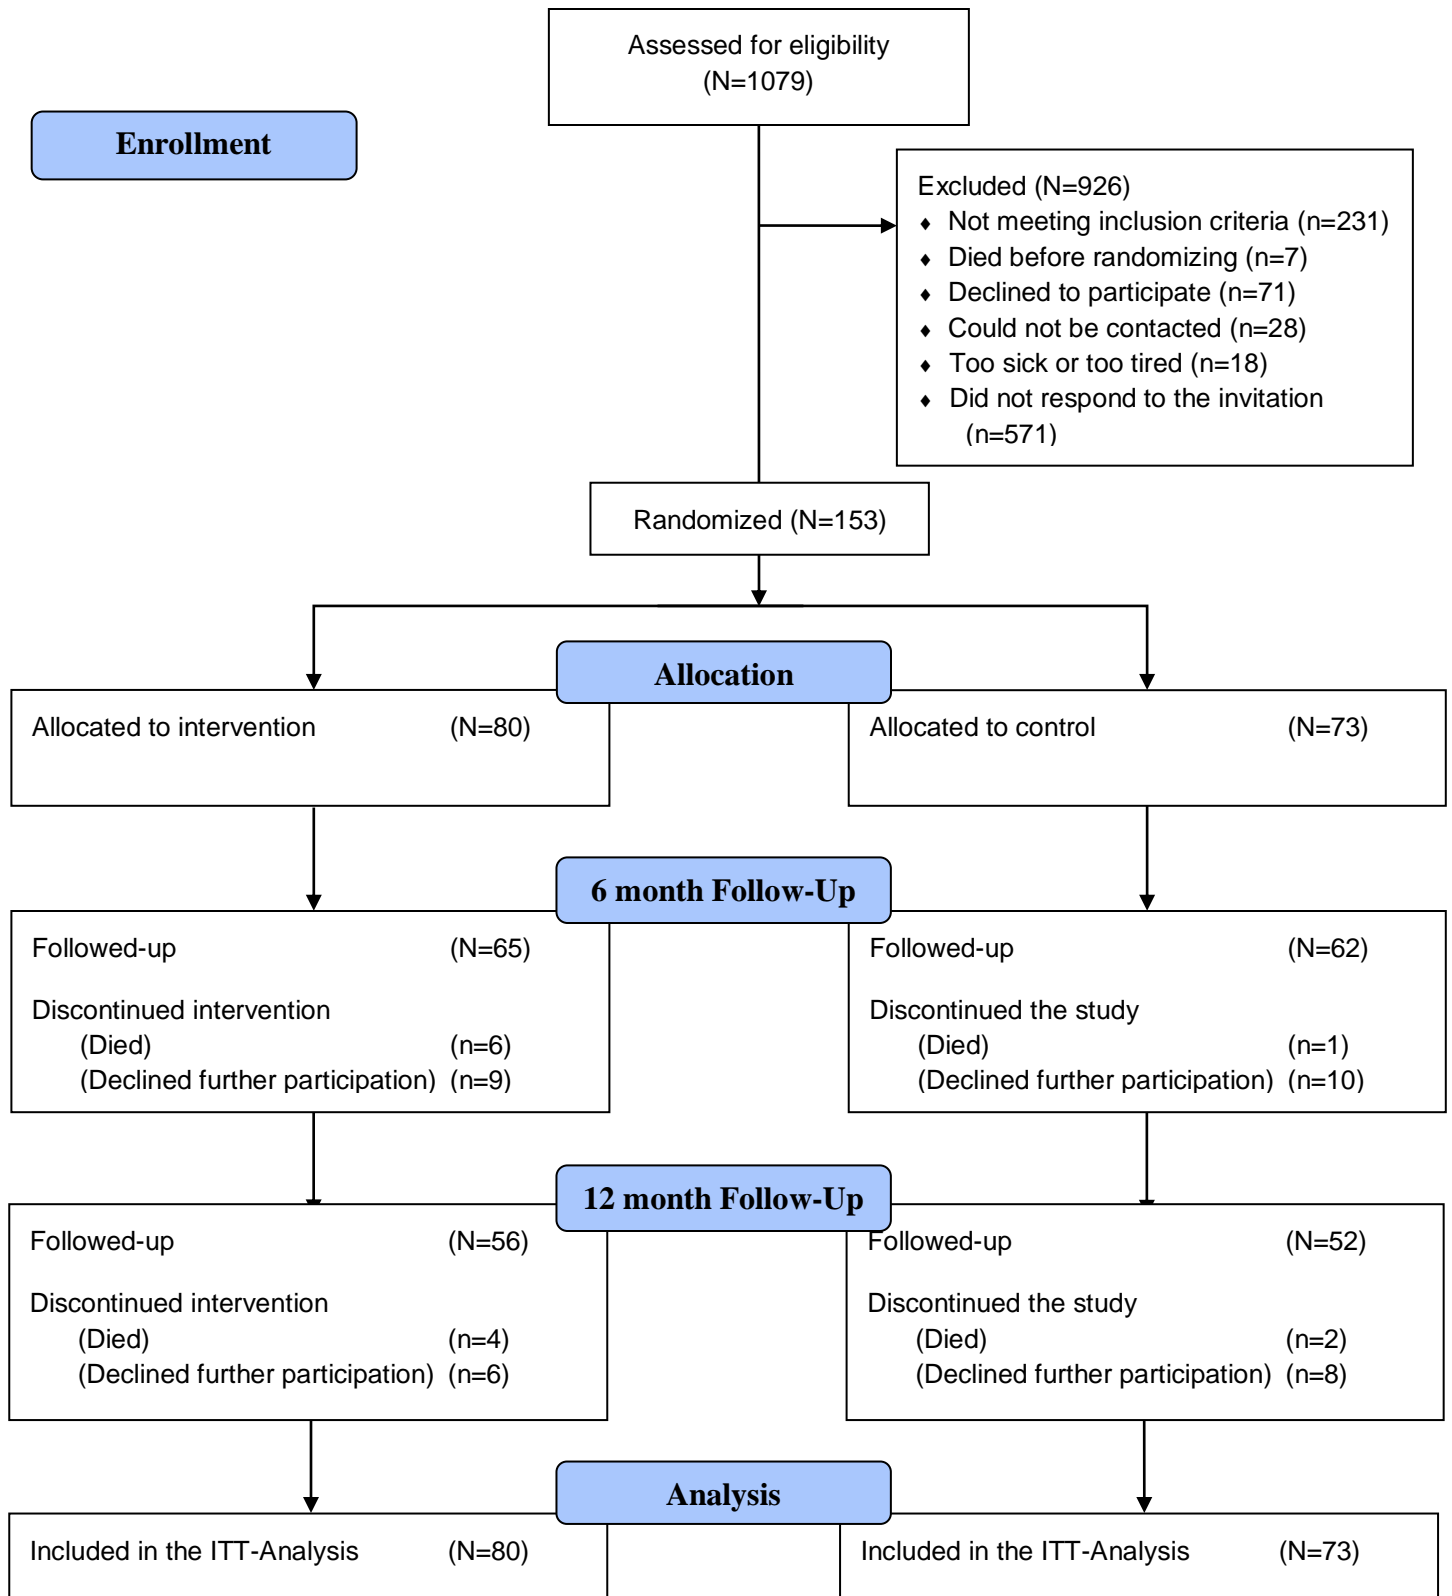 Assessed for eligibility
(N=1079)
Enrollment
Excluded (N=926)
♦ Not meeting inclusion criteria (n=231)
♦ Died before randomizing (n=7)
♦ Declined to participate (n=71)
♦ Could not be contacted (n=28)
♦ Too sick or too tired (n=18)
♦ Did not respond to the invitation
(n=571)
Randomized (N=153)
Allocation
Allocated to intervention (N=80)
Allocated to control (N=73)
6 month Follow-Up
Followed-up (N=65)
Discontinued intervention
(Died) (n=6)
(Declined further participation) (n=9)
Followed-up (N=62)
Discontinued the study
(Died) (n=1)
(Declined further participation) (n=10)
12 month Follow-Up
Followed-up (N=56)
Discontinued intervention
(Died) (n=4)
(Declined further participation) (n=6)
Followed-up (N=52)
Discontinued the study
(Died) (n=2)
(Declined further participation) (n=8)
Analysis
Included in the ITT-Analysis (N=80)
Included in the ITT-Analysis (N=73)